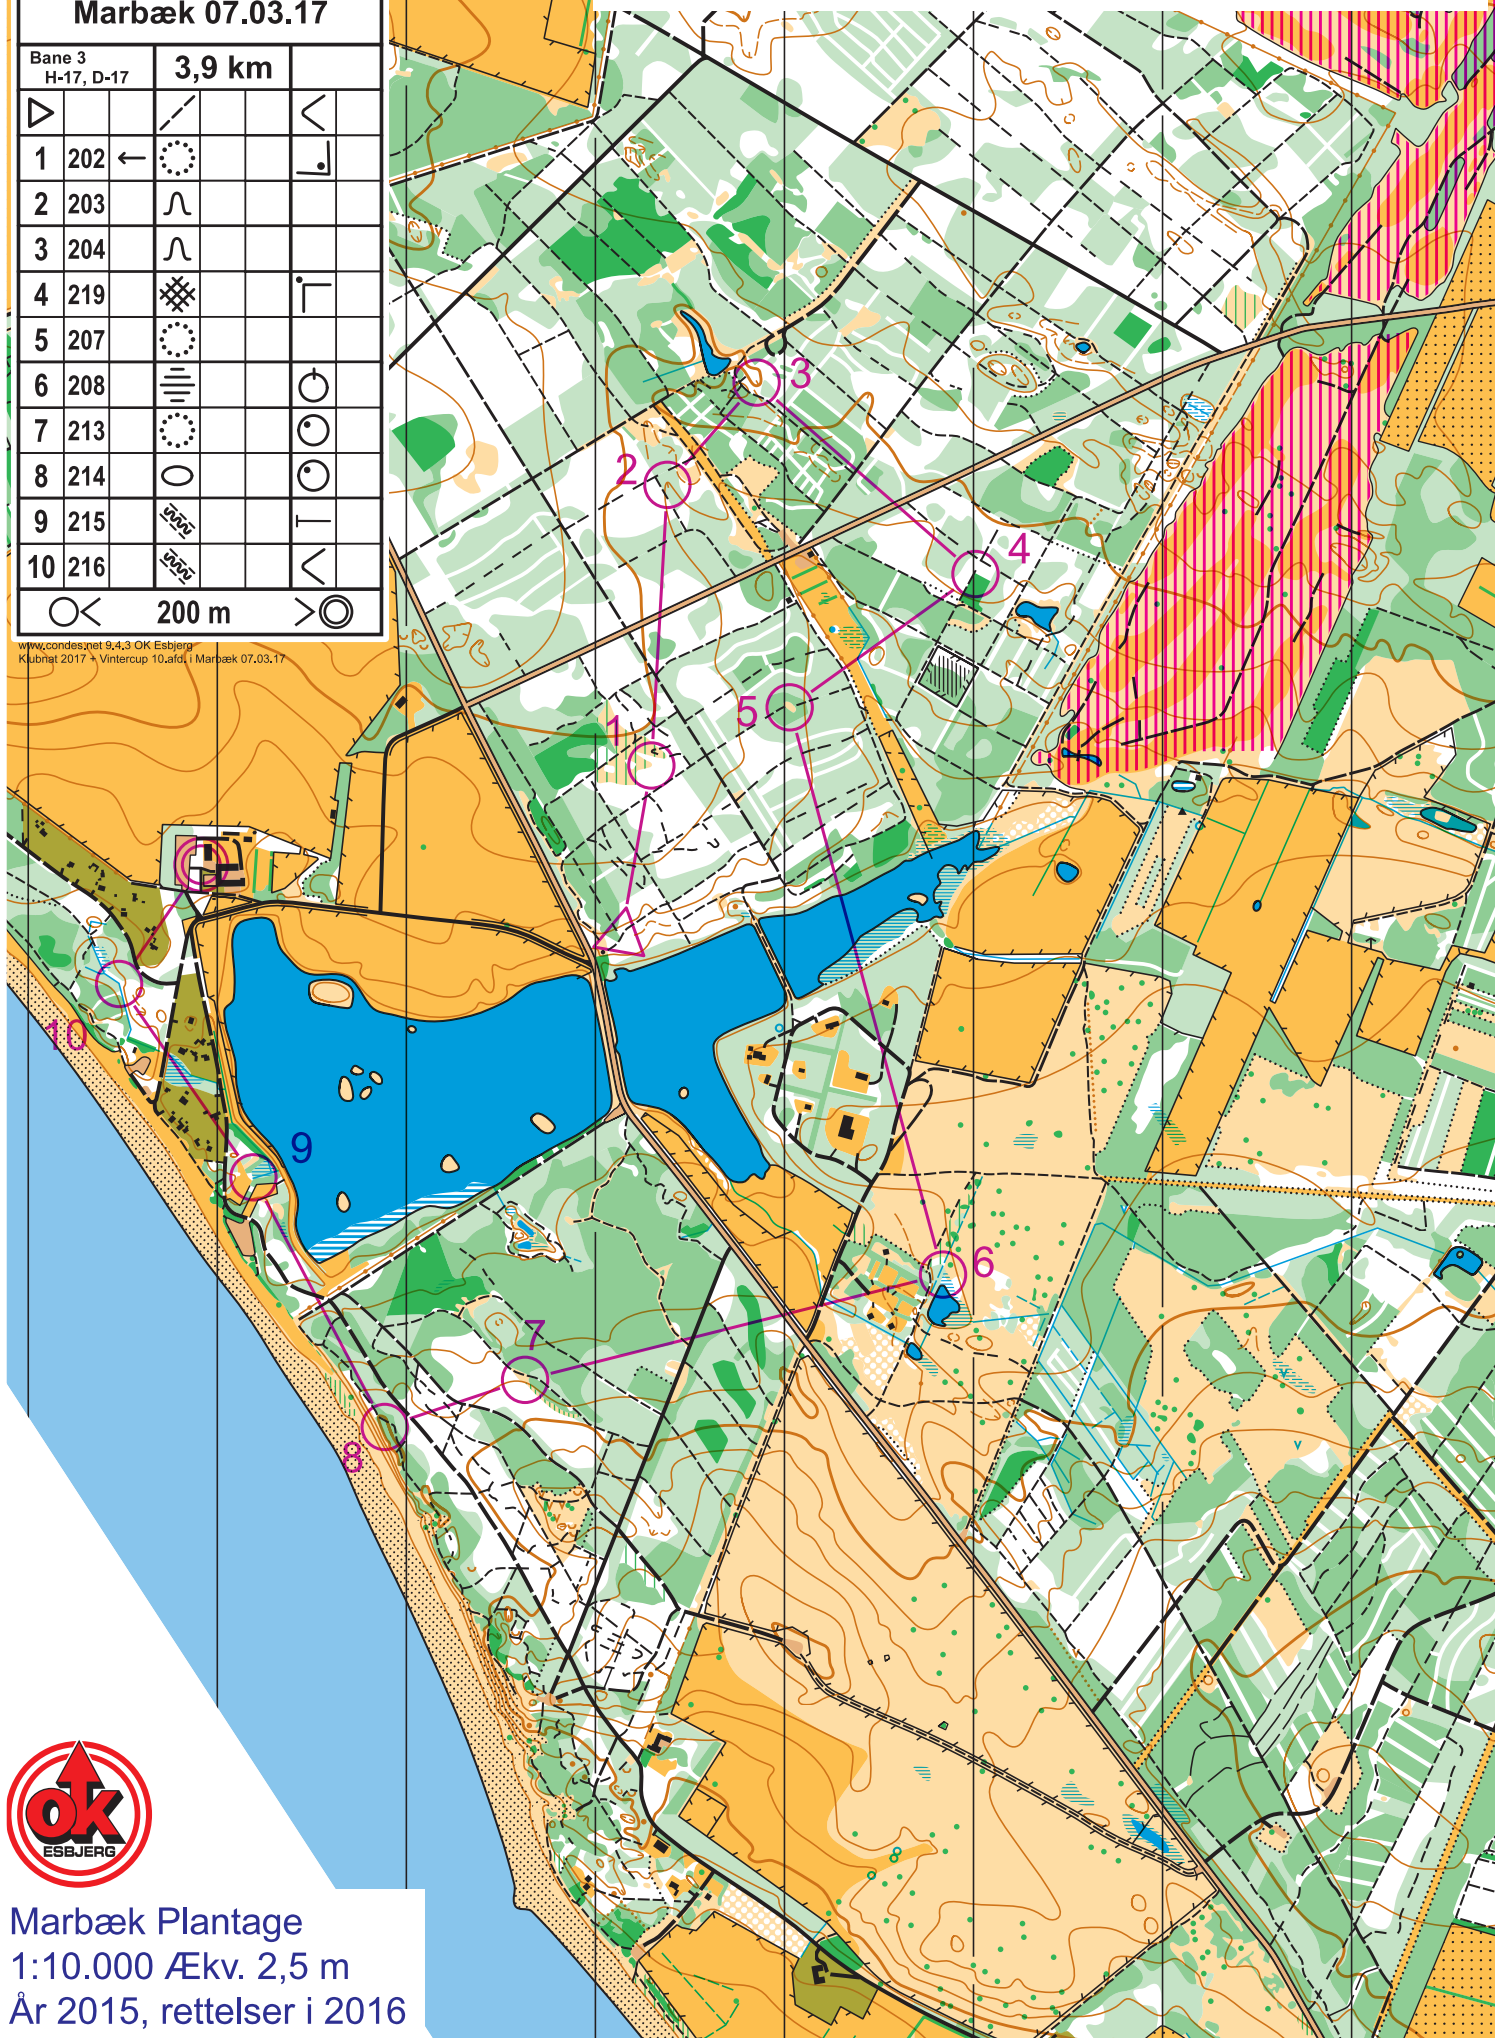 Marbæk 07.03.17
Bane 3
H-17, D-17
3,9 km
1 202
2 203
3 204
4 219
5 207
6 208
7 213
8 214
9 215
10 216
200 m
www.condes.net 9.4.3 OK Esbjerg
Klubnat 2017 + Vintercup 10.afd. i Marbæk 07.03.17
3
2
4
1
5
10
9
6
7
8
OK
ESBJERG
Marbæk Plantage
1:10.000 Ækv. 2,5 m
År 2015, rettelser i 2016